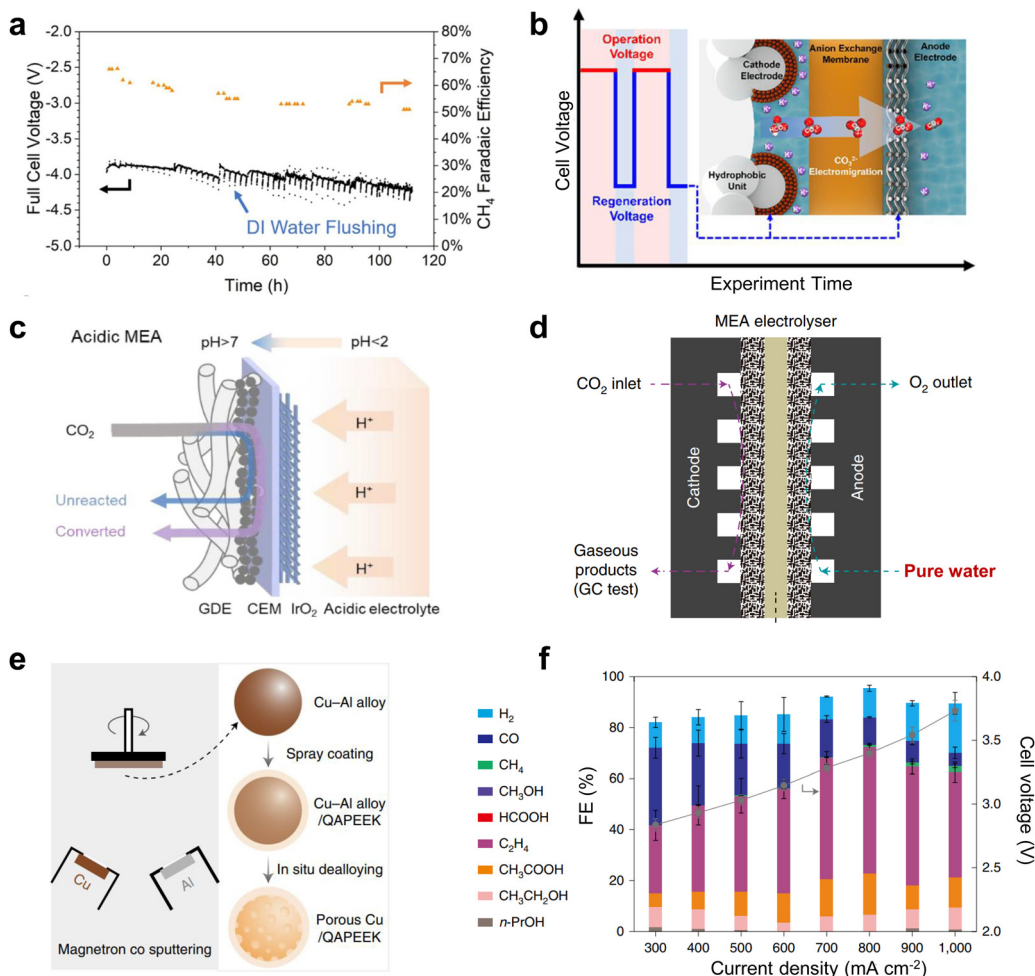 a
-2.0
-2.5
-3.0
-3.5
-4.0
-4.5
-5.0
Full Cell Voltage (V)
80%
70%
60%
50%
40%
30%
20%
10%
0%
CH4 Faradaic Efficiency
DI Water Flushing
0 20 40 60 80 100 120
Time (h)
b
Cell Voltage
Operation
Voltage
Regeneration
Voltage
Cathode
Electrode
Anion Exchange
Membrane
Anode
Electrode
Hydrophobic
Unit
CO₃²⁻
Electromigration
Experiment Time
c
Acidic MEA
pH>7
pH<2
CO₂
H⁺
H⁺
H⁺
Unreacted
Converted
GDE CEM IrO₂ Acidic electrolyte
d
MEA electrolyser
CO₂ inlet
O₂ outlet
Cathode
Anode
Gaseous
products
(GC test)
Pure water
e
Cu–Al alloy
Spray coating
Cu–Al alloy
/QAPEEK
In situ dealloying
Porous Cu
/QAPEEK
Cu
Al
Magnetron co sputtering
f
H₂
CO
CH₄
CH₃OH
HCOOH
C₂H₄
CH₃COOH
CH₃CH₂OH
n-PrOH
100
80
60
40
20
0
FE (%)
4.0
3.5
3.0
2.5
2.0
Cell voltage (V)
300 400 500 600 700 800 900 1,000
Current density (mA cm⁻²)